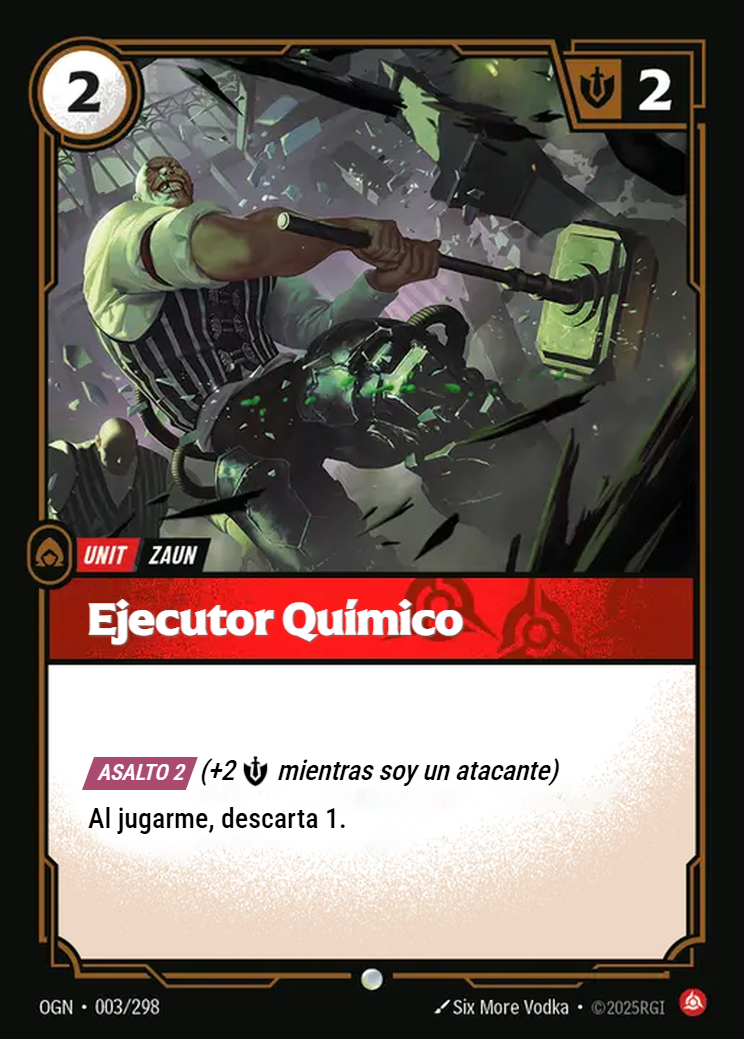 2
2
UNIT ZAUN
Ejecutor Químico
ASALTO 2 (+2 mientras soy un atacante)
Al jugarme, descarta 1.
OGN • 003/298
Six More Vodka • ©2025RGI